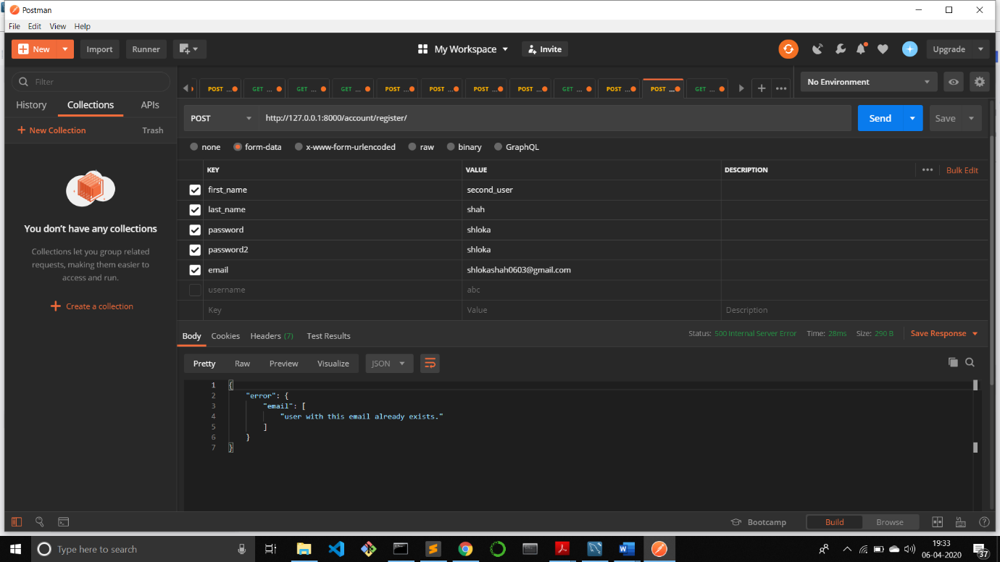 Postman
File Edit View Help
New Import Runner My Workspace Invite Upgrade
Filter
History Collections APIs
+ New Collection Trash
You don't have any collections
Collections let you group related
requests, making them easier to
access and run.
+ Create a collection
POST ... GET ... GET ... GET ... POST ... POST ... POST ... POST ... GET ... POST ... POST ... GET ... + ... No Environment
POST http://127.0.0.1:8000/account/register/ Send Save
none form-data x-www-form-urlencoded raw binary GraphQL
KEY VALUE DESCRIPTION ... Bulk Edit
first_name second_user
last_name shah
password shloka
password2 shloka
email shlokashah0603@gmail.com
username abc
Key Value Description
Body Cookies Headers (7) Test Results Status: 500 Internal Server Error Time: 28ms Size: 290 B Save Response
Pretty Raw Preview Visualize JSON
1 {
2 "error": {
3 "email": [
4 "user with this email already exists."
5 ]
6 }
7 }
Bootcamp Build Browse
Type here to search
19:33
06-04-2020
37